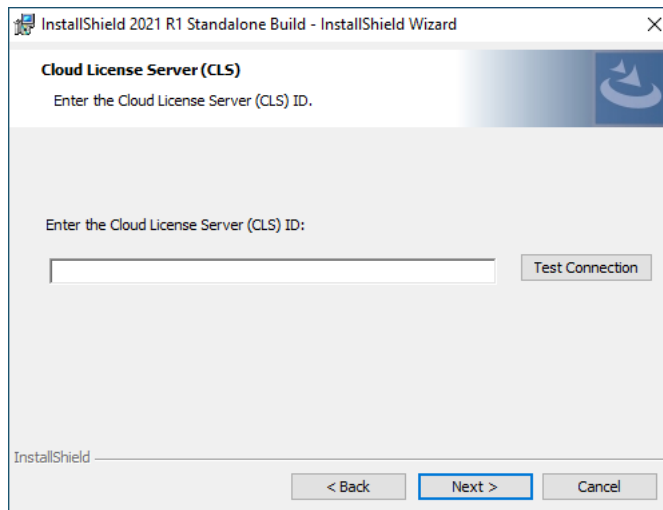 InstallShield 2021 R1 Standalone Build - InstallShield Wizard
Cloud License Server (CLS)
Enter the Cloud License Server (CLS) ID.
Enter the Cloud License Server (CLS) ID:
Test Connection
InstallShield
< Back Next > Cancel